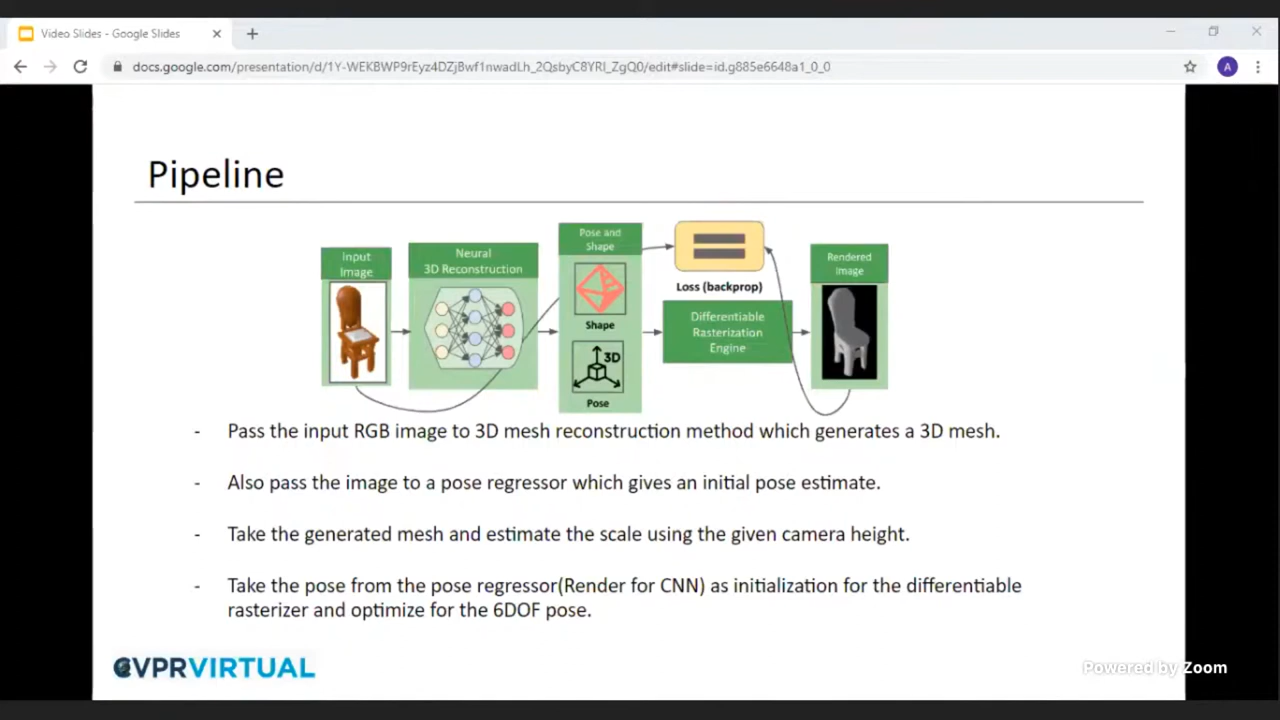 Video Slides - Google Slides
docs.google.com/presentation/d/1Y-WEKBWP9rEyz4DZjBwf1nwadLh_2QsbyC8YRl_ZgQ0/edit#slide=id.g885e6648a1_0_0
A
Pipeline
Input
Image
Neural
3D Reconstruction
Pose and
Shape
Shape
3D
Pose
Loss (backprop)
Differentiable
Rasterization
Engine
Rendered
Image
- Pass the input RGB image to 3D mesh reconstruction method which generates a 3D mesh.
- Also pass the image to a pose regressor which gives an initial pose estimate.
- Take the generated mesh and estimate the scale using the given camera height.
- Take the pose from the pose regressor(Render for CNN) as initialization for the differentiable
rasterizer and optimize for the 6DOF pose.
CVPRVIRTUAL
Powered by Zoom